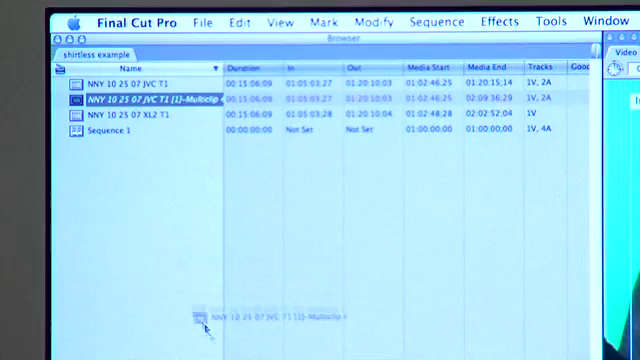 Final Cut Pro File Edit View Mark Modify Sequence Effects Tools Window
Browser
Video
shirtless example
Name Duration In Out Media Start Media End Tracks Good
NNY 10 25 07 JVC T1 00:15:06;09 01:05:03;27 01:20:10;03 01:02:46;25 01:20:15;14 1V, 2A
NNY 10 25 07 JVC T1 [1]-Multiclip 00:15:06;09 01:05:03;27 01:20:10;03 01:02:46;25 02:09:36;29 1V, 2A
NNY 10 25 07 XL2 T1 00:15:06;09 01:05:03;28 01:20:10;04 01:02:48;28 02:02:52;04 1V
Sequence 1 00:00:00;00 Not Set Not Set 01:00:00;00 01:00:00;00 1V, 4A
NNY 10 25 07 JVC T1 [1]-Multiclip